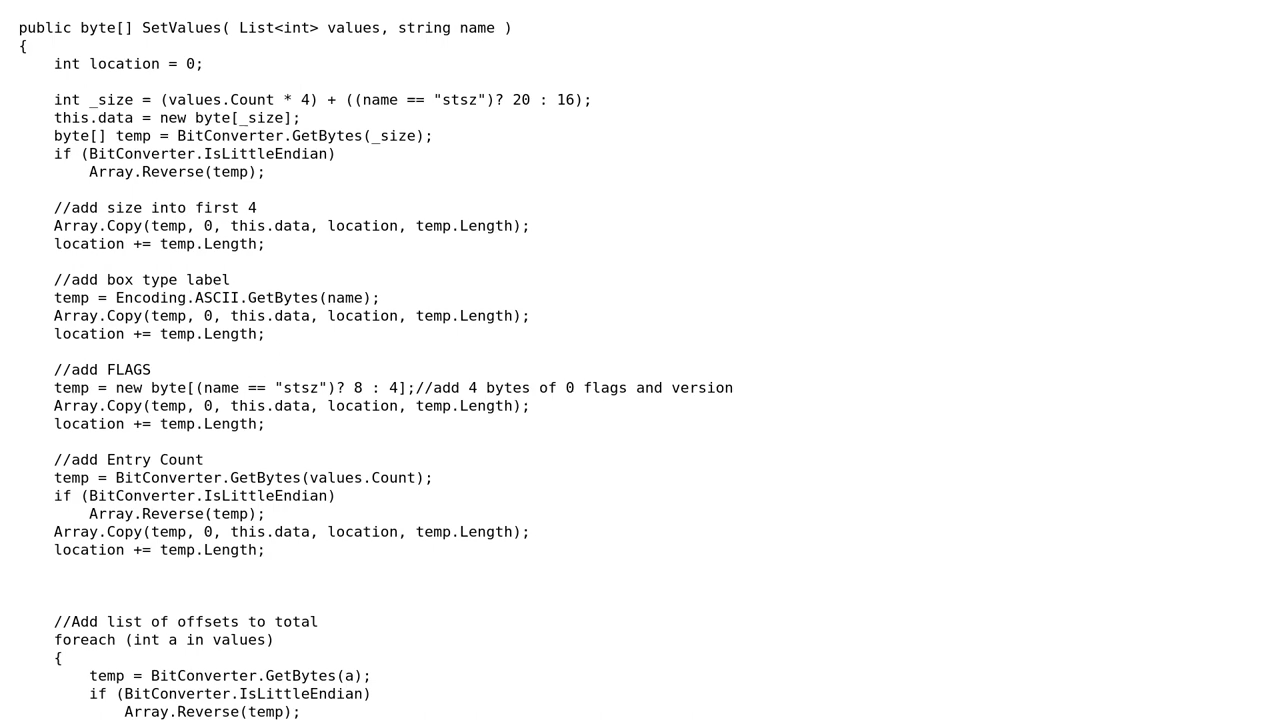 public byte[] SetValues( List<int> values, string name )
{
    int location = 0;

    int _size = (values.Count * 4) + ((name == "stsz")? 20 : 16);
    this.data = new byte[_size];
    byte[] temp = BitConverter.GetBytes(_size);
    if (BitConverter.IsLittleEndian)
        Array.Reverse(temp);

    //add size into first 4
    Array.Copy(temp, 0, this.data, location, temp.Length);
    location += temp.Length;

    //add box type label
    temp = Encoding.ASCII.GetBytes(name);
    Array.Copy(temp, 0, this.data, location, temp.Length);
    location += temp.Length;

    //add FLAGS
    temp = new byte[(name == "stsz")? 8 : 4];//add 4 bytes of 0 flags and version
    Array.Copy(temp, 0, this.data, location, temp.Length);
    location += temp.Length;

    //add Entry Count
    temp = BitConverter.GetBytes(values.Count);
    if (BitConverter.IsLittleEndian)
        Array.Reverse(temp);
    Array.Copy(temp, 0, this.data, location, temp.Length);
    location += temp.Length;



    //Add list of offsets to total
    foreach (int a in values)
    {
        temp = BitConverter.GetBytes(a);
        if (BitConverter.IsLittleEndian)
            Array.Reverse(temp);